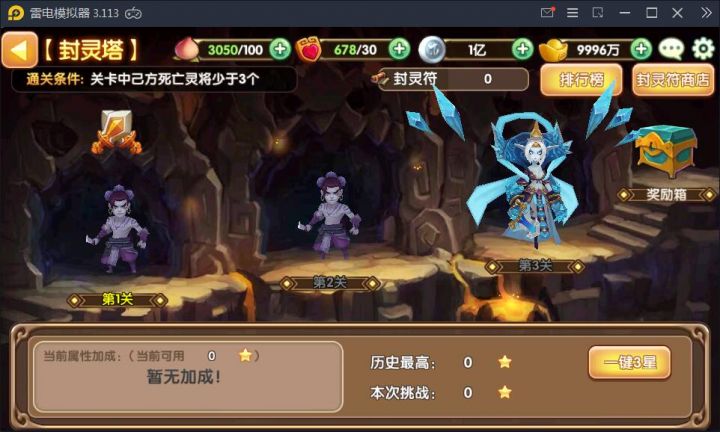 雷电模拟器 3.113
【封灵塔】
3050/100
678/30
1亿
9996万
通关条件：关卡中己方死亡灵将少于3个
封灵符 0
排行榜
封灵符商店
奖励箱
第3关
第2关
第1关
当前属性加成：（当前可用 0 ）
暂无加成！
历史最高： 0
本次挑战： 0
一键3星